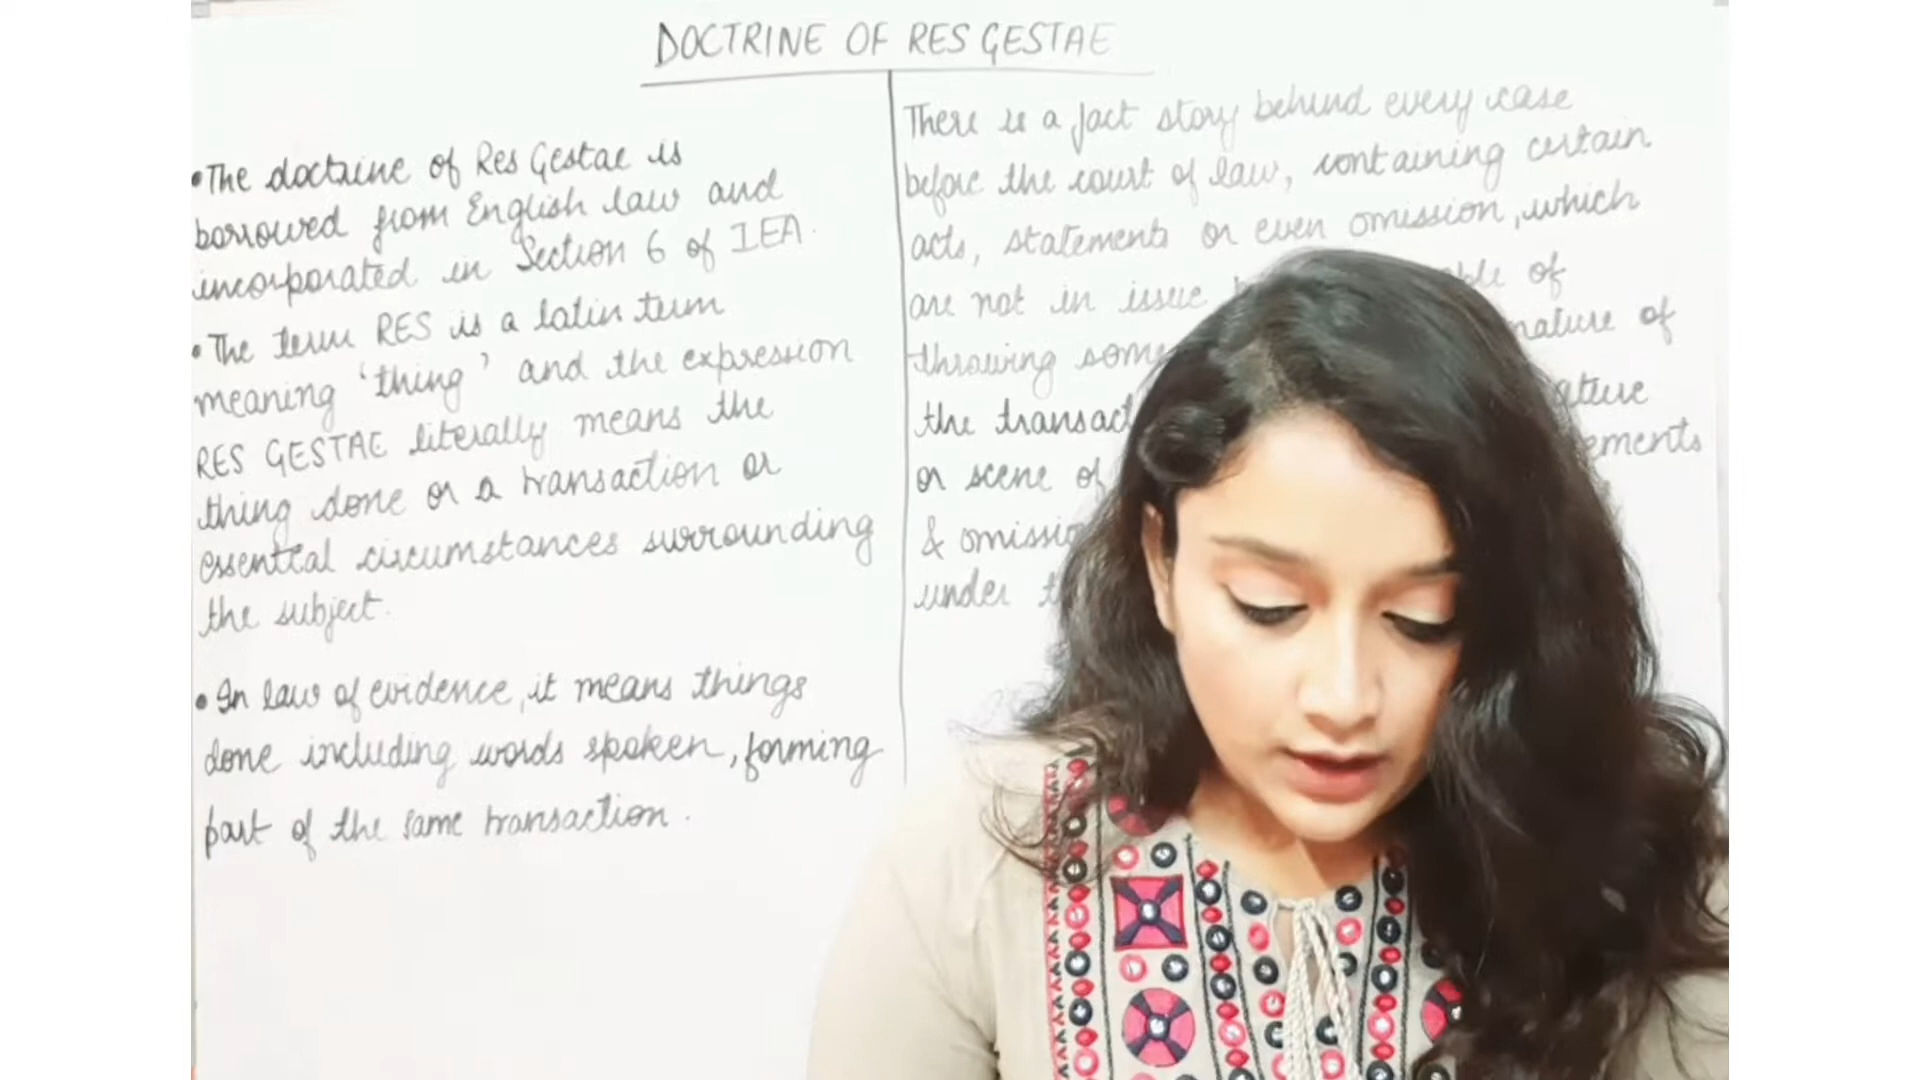 DOCTRINE OF RES GESTAE
•The doctrine of Res Gestae is
borrowed from English law and
incorporated in Section 6 of IEA.
•The term RES is a latin term
meaning 'thing' and the expression
RES GESTAE literally means the
thing done or a transaction or
essential circumstances surrounding
the subject.
•In law of evidence, it means things
done including words spoken, forming
part of the same transaction.
There is a fact story behind every case
before the court of law, containing certain
acts, statements or even omission, which
are not in issue of
throwing nature of
the
or scene of
&
under